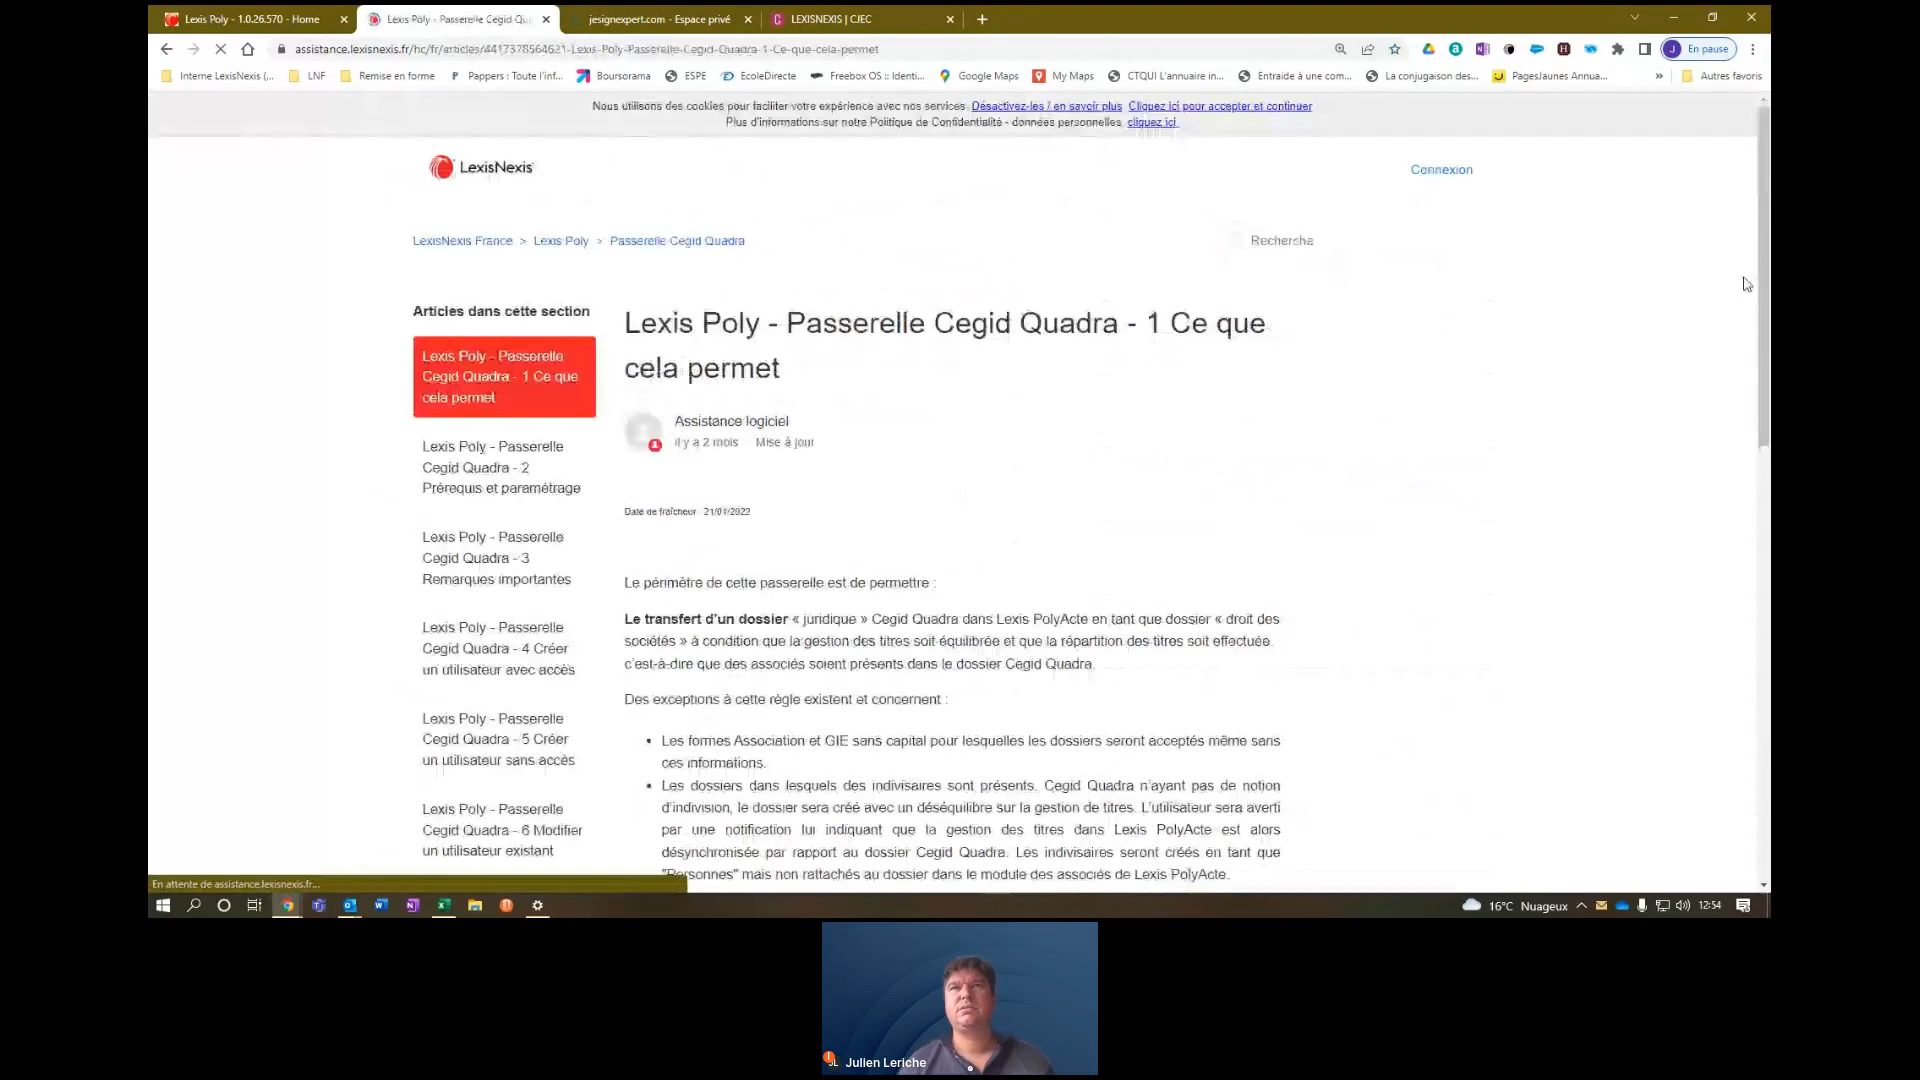 Lexis Poly - 1.0.26.570 - Home
Lexis Poly - Passerelle Cegid Qu
jesignexpert.com - Espace privé
LEXISNEXIS | CJEC
assistance.lexisnexis.fr/hc/fr/articles/4417378564621-Lexis-Poly-Passerelle-Cegid-Quadra-1-Ce-que-cela-permet
En pause
Interne LexisNexis (...
LNF
Remise en forme
Pappers : Toute l'inf...
Boursorama
ESPE
EcoleDirecte
Freebox OS :: Identi...
Google Maps
My Maps
CTQUI L'annuaire in...
Entraide à une com...
La conjugaison des...
PagesJaunes Annua...
»
Autres favoris
Nous utilisons des cookies pour faciliter votre expérience avec nos services. Désactivez-les / en savoir plus Cliquez ici pour accepter et continuer
Plus d'informations sur notre Politique de Confidentialité - données personnelles, cliquez ici.
LexisNexis
Connexion
LexisNexis France > Lexis Poly > Passerelle Cegid Quadra
Recherche
Articles dans cette section
Lexis Poly - Passerelle
Cegid Quadra - 1 Ce que
cela permet
Lexis Poly - Passerelle
Cegid Quadra - 2
Prérequis et paramétrage
Lexis Poly - Passerelle
Cegid Quadra - 3
Remarques importantes
Lexis Poly - Passerelle
Cegid Quadra - 4 Créer
un utilisateur avec accès
Lexis Poly - Passerelle
Cegid Quadra - 5 Créer
un utilisateur sans accès
Lexis Poly - Passerelle
Cegid Quadra - 6 Modifier
un utilisateur existant
Lexis Poly - Passerelle Cegid Quadra - 1 Ce que
cela permet
Assistance logiciel
il y a 2 mois Mise à jour
Date de fraîcheur : 21/01/2022
Le périmètre de cette passerelle est de permettre :
Le transfert d'un dossier « juridique » Cegid Quadra dans Lexis PolyActe en tant que dossier « droit des
sociétés » à condition que la gestion des titres soit équilibrée et que la répartition des titres soit effectuée.
c'est-à-dire que des associés soient présents dans le dossier Cegid Quadra.
Des exceptions à cette règle existent et concernent :
• Les formes Association et GIE sans capital pour lesquelles les dossiers seront acceptés même sans
ces informations.
• Les dossiers dans lesquels des indivisaires sont présents. Cegid Quadra n'ayant pas de notion
d'indivision, le dossier sera créé avec un déséquilibre sur la gestion de titres. L'utilisateur sera averti
par une notification lui indiquant que la gestion des titres dans Lexis PolyActe est alors
désynchronisée par rapport au dossier Cegid Quadra. Les indivisaires seront créés en tant que
"Personnes" mais non rattachés au dossier dans le module des associés de Lexis PolyActe.
En attente de assistance.lexisnexis.fr...
16°C Nuageux
12:54
Julien Leriche